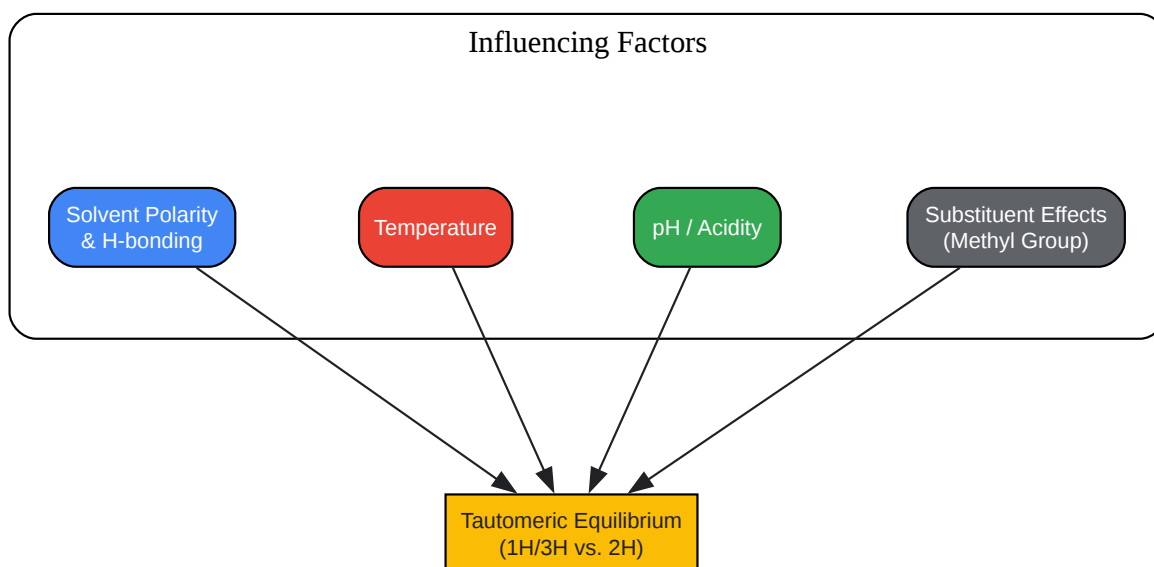 Influencing Factors
Solvent Polarity
& H-bonding
Temperature
pH / Acidity
Substituent Effects
(Methyl Group)
Tautomeric Equilibrium
(1H/3H vs. 2H)